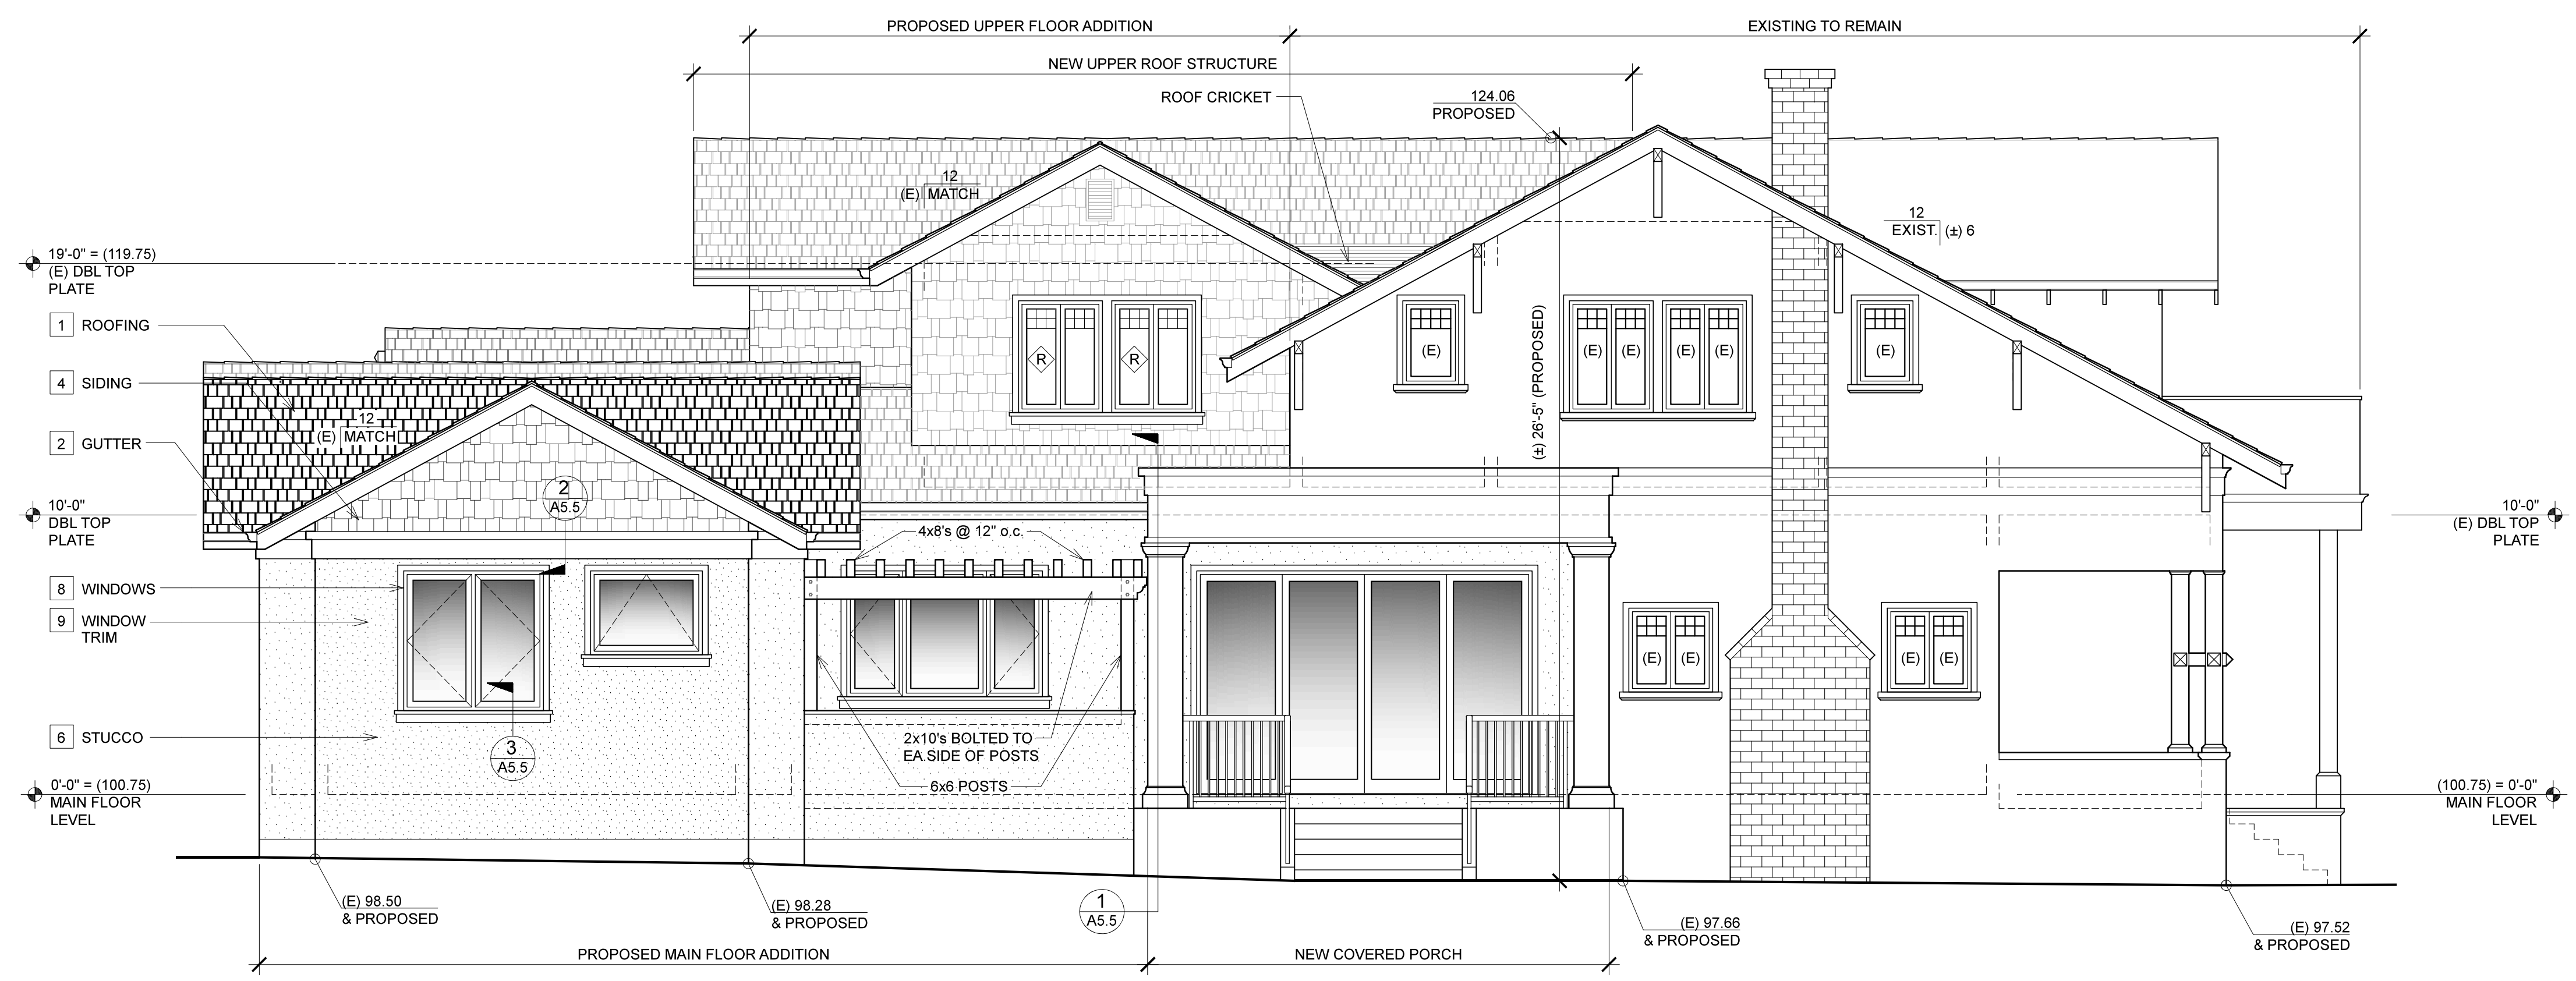 PROPOSED UPPER FLOOR ADDITION
EXISTING TO REMAIN
NEW UPPER ROOF STRUCTURE
ROOF CRICKET
124.06
PROPOSED
12
(E) MATCH
12
EXIST. (±) 6
19'-0" = (119.75)
(E) DBL TOP
PLATE
1 ROOFING
4 SIDING
2 GUTTER
10'-0"
DBL TOP
PLATE
8 WINDOWS
9 WINDOW
TRIM
6 STUCCO
0'-0" = (100.75)
MAIN FLOOR
LEVEL
12
(E) MATCH
2
A5.5
3
A5.5
R
R
(E)
(E)
(E)
(E)
(E)
(E)
(±) 26'-5" (PROPOSED)
4x8's @ 12" o.c.
2x10's BOLTED TO
EA.SIDE OF POSTS
6x6 POSTS
(E)
(E)
(E)
(E)
10'-0"
(E) DBL TOP
PLATE
(100.75) = 0'-0"
MAIN FLOOR
LEVEL
1
A5.5
(E) 98.50
& PROPOSED
(E) 98.28
& PROPOSED
(E) 97.66
& PROPOSED
(E) 97.52
& PROPOSED
PROPOSED MAIN FLOOR ADDITION
NEW COVERED PORCH